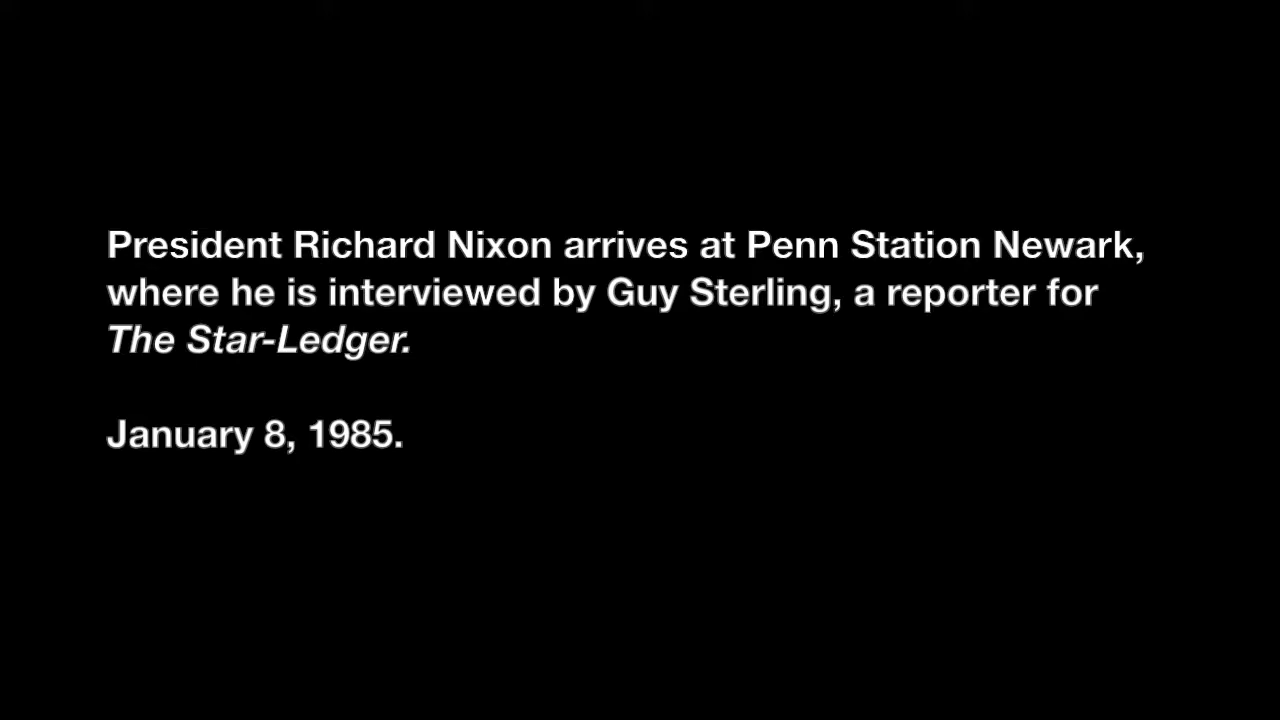 President Richard Nixon arrives at Penn Station Newark,
where he is interviewed by Guy Sterling, a reporter for
The Star-Ledger.
January 8, 1985.